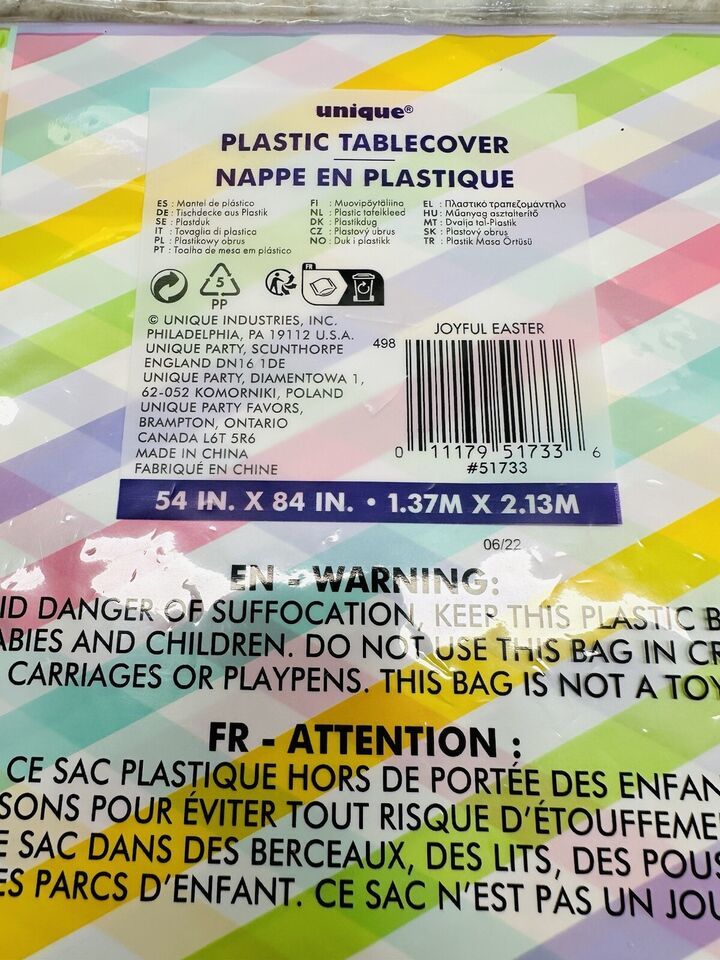 unique®
PLASTIC TABLECOVER
NAPPE EN PLASTIQUE
ES : Mantel de plástico
DE : Tischdecke aus Plastik
SE : Plastduk
IT : Tovaglia di plastica
PL : Plastikowy obrus
PT : Toalha de mesa em plástico
FI : Muovipöytäliina
NL : Plastic tafelkleed
DK : Plastikdug
CZ : Plastový ubrus
NO : Duk i plastikk
EL : Πλαστικό τραπεζομάντηλο
HU : Műanyag asztalterítő
MT : Dvalja tal-Plastik
SK : Plastový obrus
TR : Plastik Masa Örtüsü
5
PP
FR
© UNIQUE INDUSTRIES, INC.
PHILADELPHIA, PA 19112 U.S.A.
UNIQUE PARTY, SCUNTHORPE
ENGLAND DN16 1DE
UNIQUE PARTY, DIAMENTOWA 1,
62-052 KOMORNIKI, POLAND
UNIQUE PARTY FAVORS,
BRAMPTON, ONTARIO
CANADA L6T 5R6
MADE IN CHINA
FABRIQUÉ EN CHINE
498
JOYFUL EASTER
0 11179 51733 6
#51733
54 IN. X 84 IN. • 1.37M X 2.13M
06/22
EN - WARNING:
ID DANGER OF SUFFOCATION, KEEP THIS PLASTIC B
ABIES AND CHILDREN. DO NOT USE THIS BAG IN CR
CARRIAGES OR PLAYPENS. THIS BAG IS NOT A TOY
FR - ATTENTION :
CE SAC PLASTIQUE HORS DE PORTÉE DES ENFAN
SONS POUR ÉVITER TOUT RISQUE D'ÉTOUFFEME
E SAC DANS DES BERCEAUX, DES LITS, DES POUS
ES PARCS D'ENFANT. CE SAC N'EST PAS UN JOU